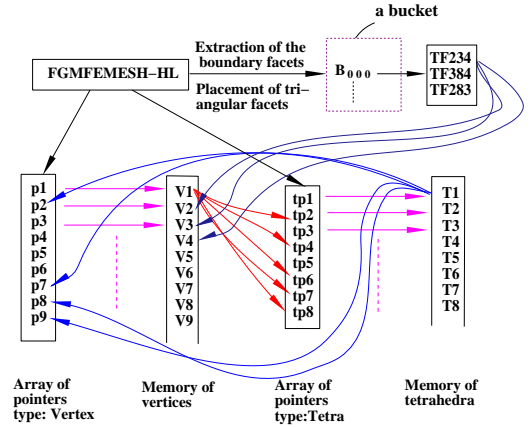 a bucket
Extraction of the
boundary facets
FGMFEMESH-HL
Placement of tri-
angular facets
B000
TF234
TF384
TF283
p1
p2
p3
p4
p5
p6
p7
p8
p9
V1
V2
V3
V4
V5
V6
V7
V8
V9
tp1
tp2
tp3
tp4
tp5
tp6
tp7
tp8
T1
T2
T3
T4
T5
T6
T7
T8
Array of
pointers
type: Vertex
Memory of
vertices
Array of
pointers
type:Tetra
Memory of
tetrahedra